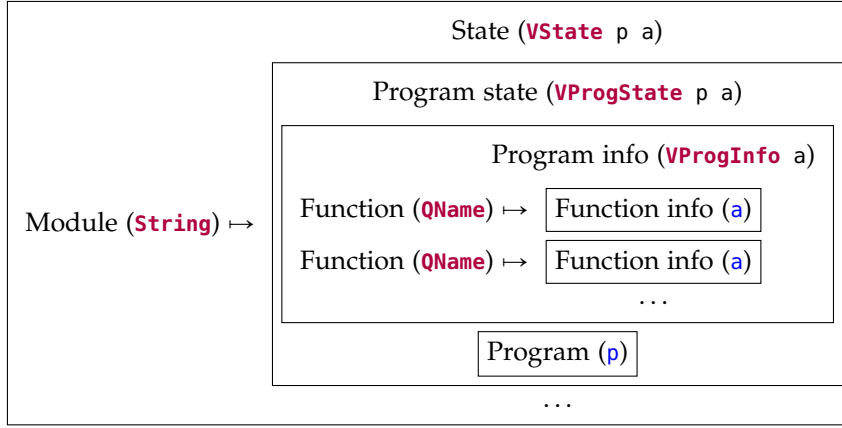 State (VState p a)
Program state (VProgState p a)
Program info (VProgInfo a)
Function (QName) ↦ Function info (a)
Module (String) ↦
Function (QName) ↦ Function info (a)
...
Program (p)
...